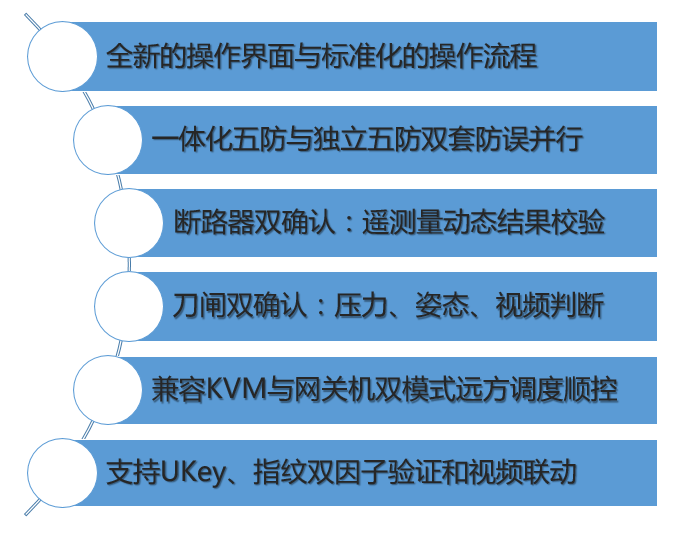 全新的操作界面与标准化的操作流程
一体化五防与独立五防双套防误并行
断路器双确认：遥测量动态结果校验
刀闸双确认：压力、姿态、视频判断
兼容KVM与网关机双模式远方调度顺控
支持UKey、指纹双因子验证和视频联动